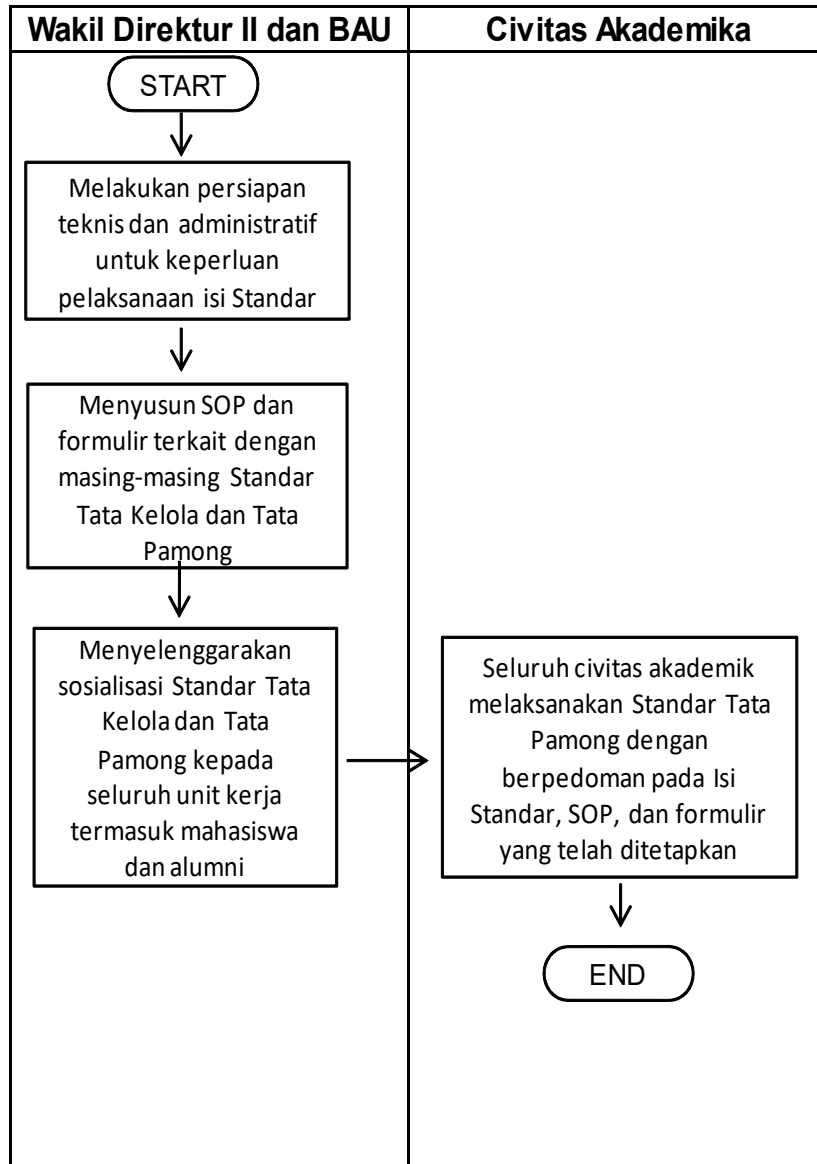 Wakil Direktur II dan BAU
Civitas Akademika
START
Melakukan persiapan
teknis dan administratif
untuk keperluan
pelaksanaan isi Standar
Menyusun SOP dan
formulir terkait dengan
masing-masing Standar
Tata Kelola dan Tata
Pamong
Menyelenggarakan
sosialisasi Standar Tata
Kelola dan Tata
Pamong kepada
seluruh unit kerja
termasuk mahasiswa
dan alumni
Seluruh civitas akademik
melaksanakan Standar Tata
Pamong dengan
berpedoman pada Isi
Standar, SOP, dan formulir
yang telah ditetapkan
END